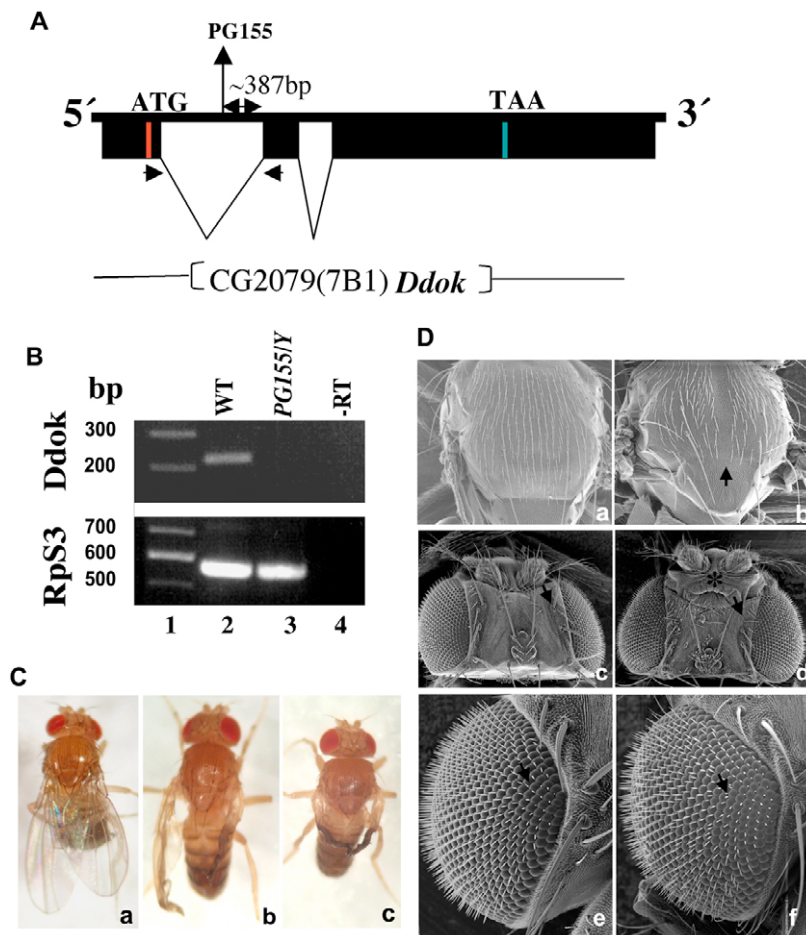 A
PG155
~387bp
5´ ATG TAA 3´
CG2079(7B1) Ddok
B
bp
WT
PG155/Y
-RT
Ddok
300
200
RpS3
700
600
500
1 2 3 4
C
a b c
D
a b
c d
e f